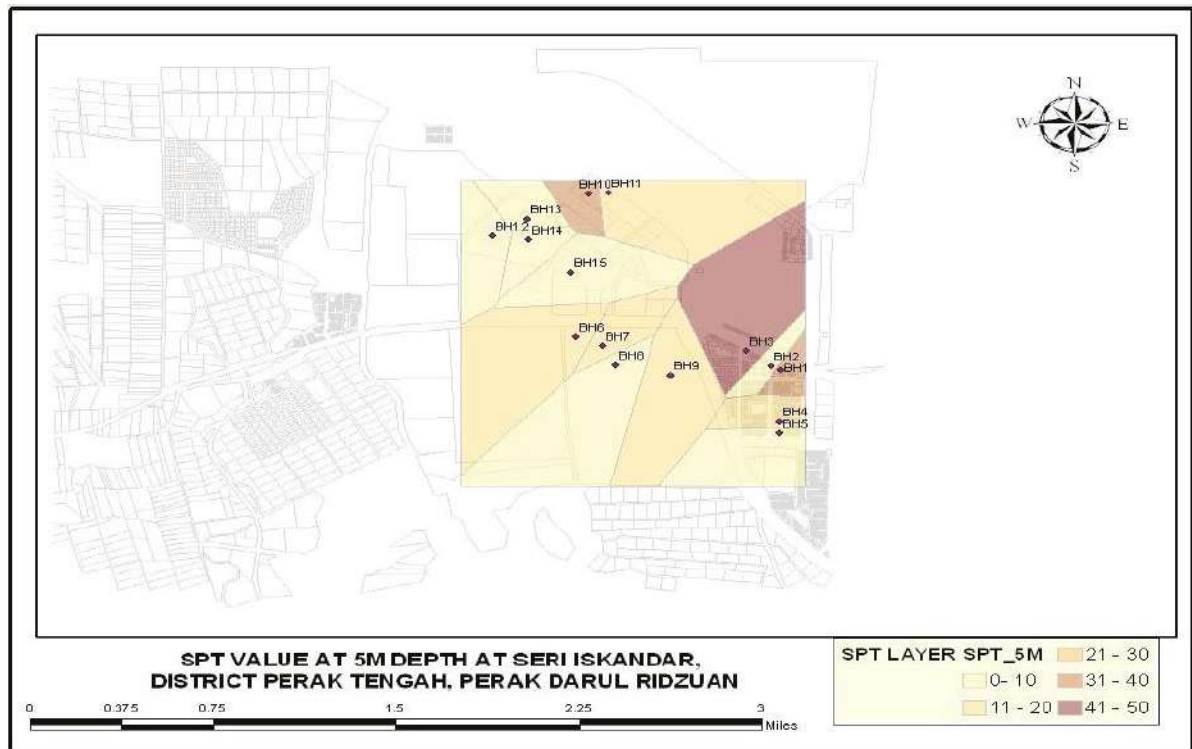 N
W E
S
BH10 BH11
BH13
BH12 BH14
BH15
BH6
BH7
BH8
BH9
BH3
BH2
BH1
BH4
BH5
SPT VALUE AT 5M DEPTH AT SERI ISKANDAR,
DISTRICT PERAK TENGAH, PERAK DARUL RIDZUAN
0 0.375 0.75 1.5 2.25 3
Miles
SPT LAYER SPT_5M
0- 10
11 - 20
21 - 30
31 - 40
41 - 50